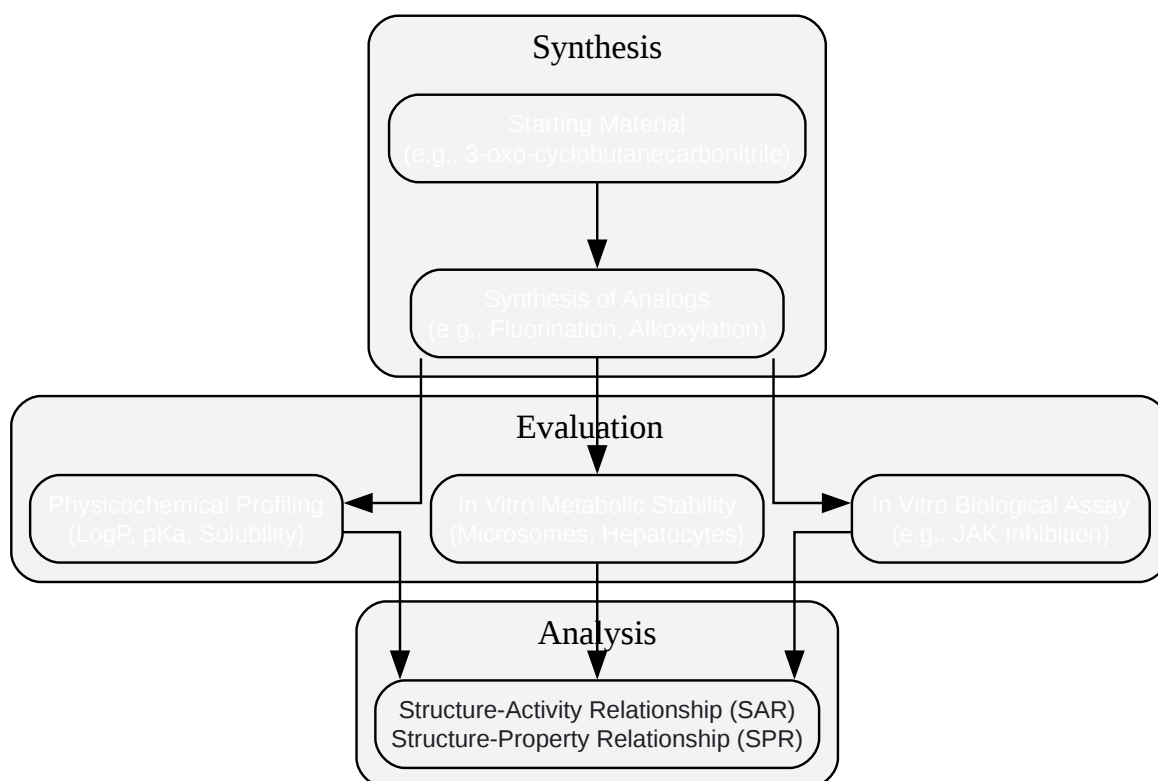 Synthesis
Starting Material
(e.g., 3-oxo-cyclobutanecarbonitrile)
Synthesis of Analogs
(e.g., Fluorination, Alkoxylation)
Evaluation
Physicochemical Profiling
(LogP, pKa, Solubility)
In Vitro Metabolic Stability
(Microsomes, Hepatocytes)
In Vitro Biological Assay
(e.g., JAK Inhibition)
Analysis
Structure-Activity Relationship (SAR)
Structure-Property Relationship (SPR)